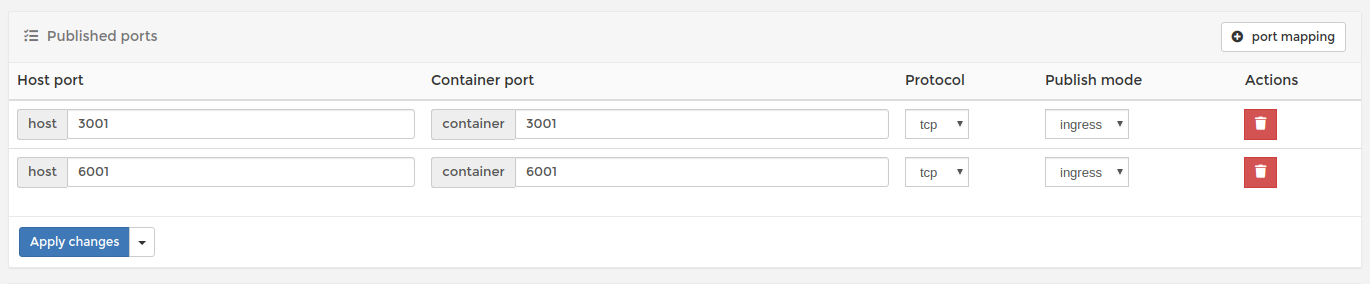 Published ports
port mapping
Host port Container port Protocol Publish mode Actions
host 3001 container 3001 tcp ingress
host 6001 container 6001 tcp ingress
Apply changes